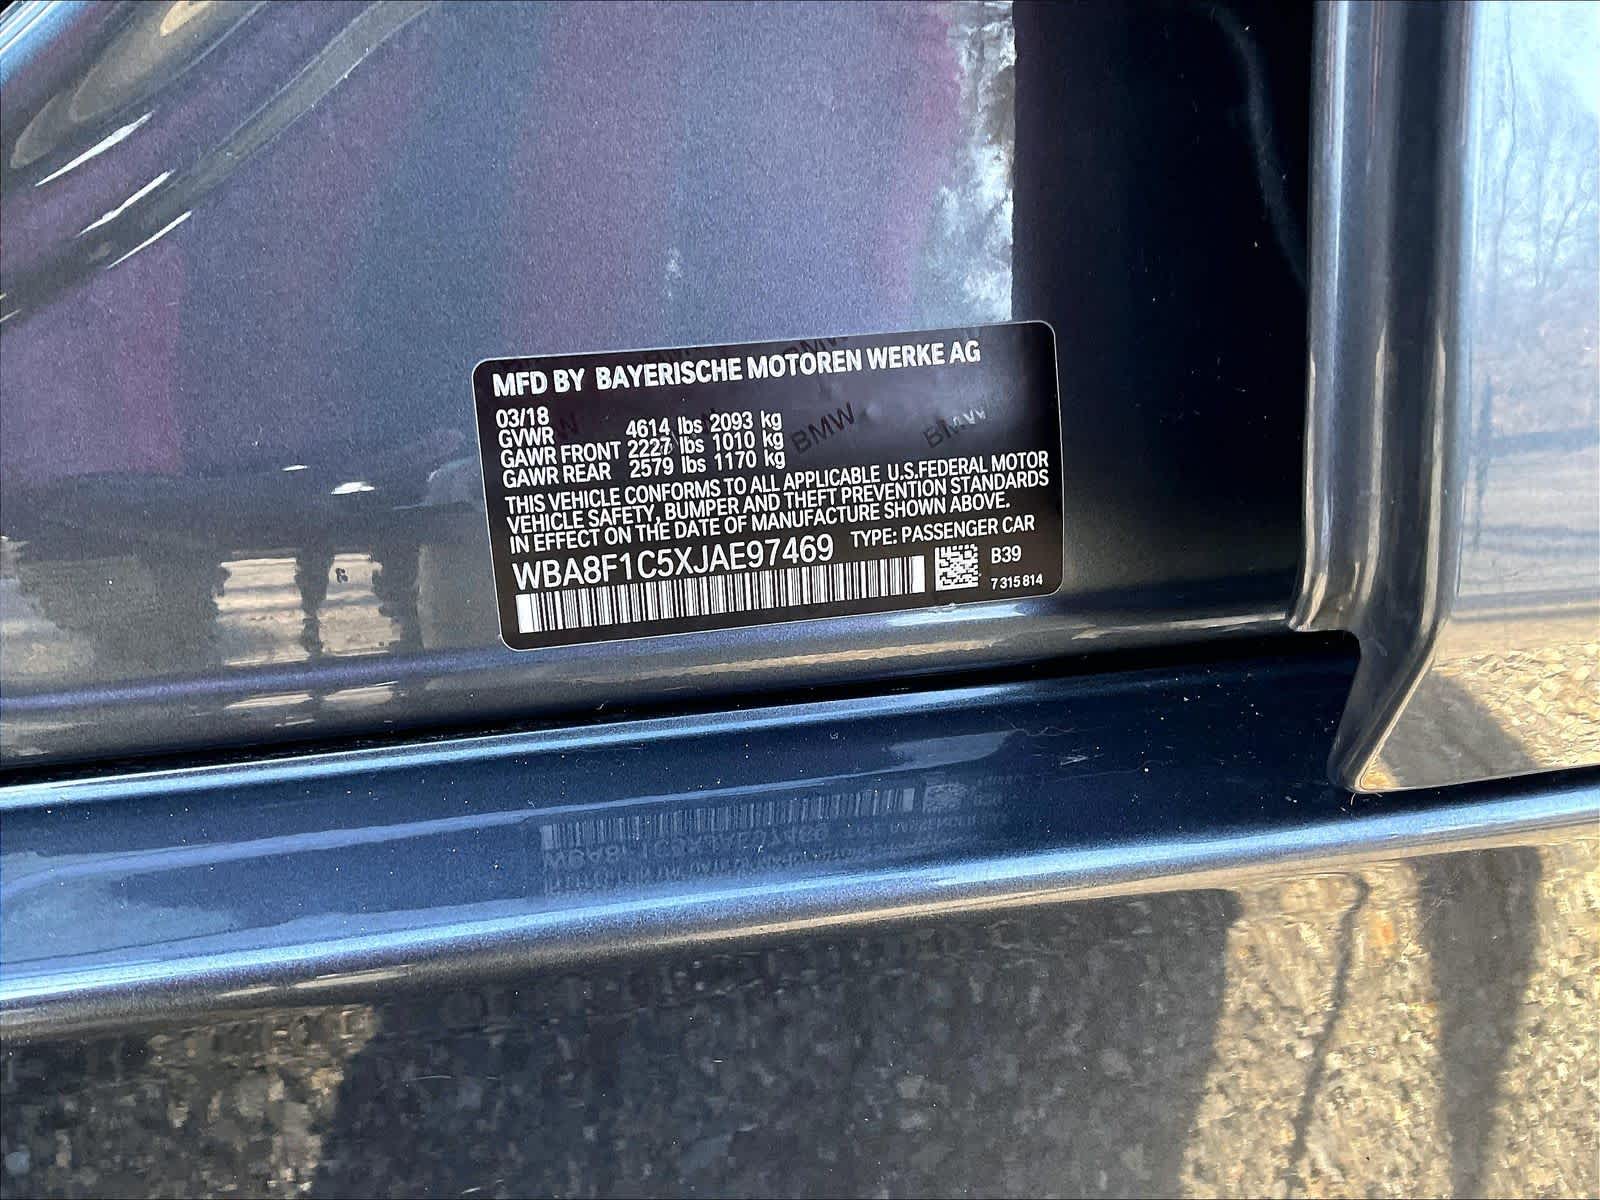 MFD BY BAYERISCHE MOTOREN WERKE AG
03/18
GVWR 4614 lbs 2093 kg
GAWR FRONT 2227 lbs 1010 kg
GAWR REAR 2579 lbs 1170 kg
THIS VEHICLE CONFORMS TO ALL APPLICABLE U.S.FEDERAL MOTOR
VEHICLE SAFETY, BUMPER AND THEFT PREVENTION STANDARDS
IN EFFECT ON THE DATE OF MANUFACTURE SHOWN ABOVE.
WBA8F1C5XJAE97469 TYPE: PASSENGER CAR
B39
7 315 814
BMW
BMW